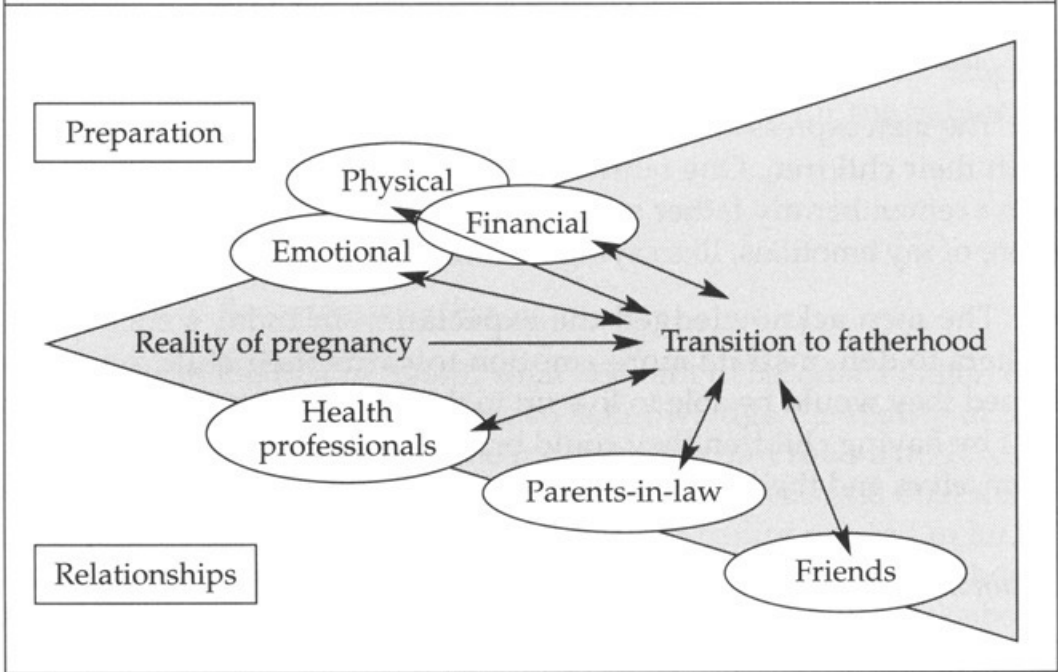 Preparation
Physical
Financial
Emotional
Reality of pregnancy
Transition to fatherhood
Health
professionals
Parents-in-law
Relationships
Friends